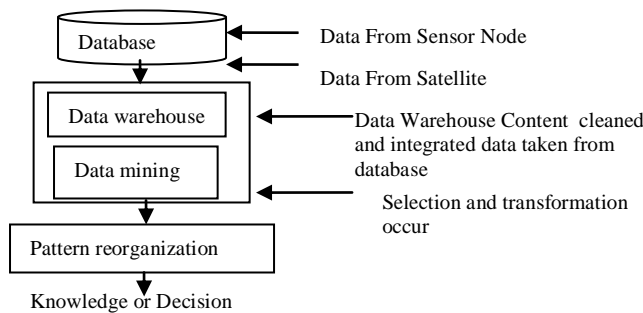 Database
Data From Sensor Node
Data From Satellite
Data warehouse
Data Warehouse Content cleaned
and integrated data taken from
database
Data mining
Selection and transformation
occur
Pattern reorganization
Knowledge or Decision